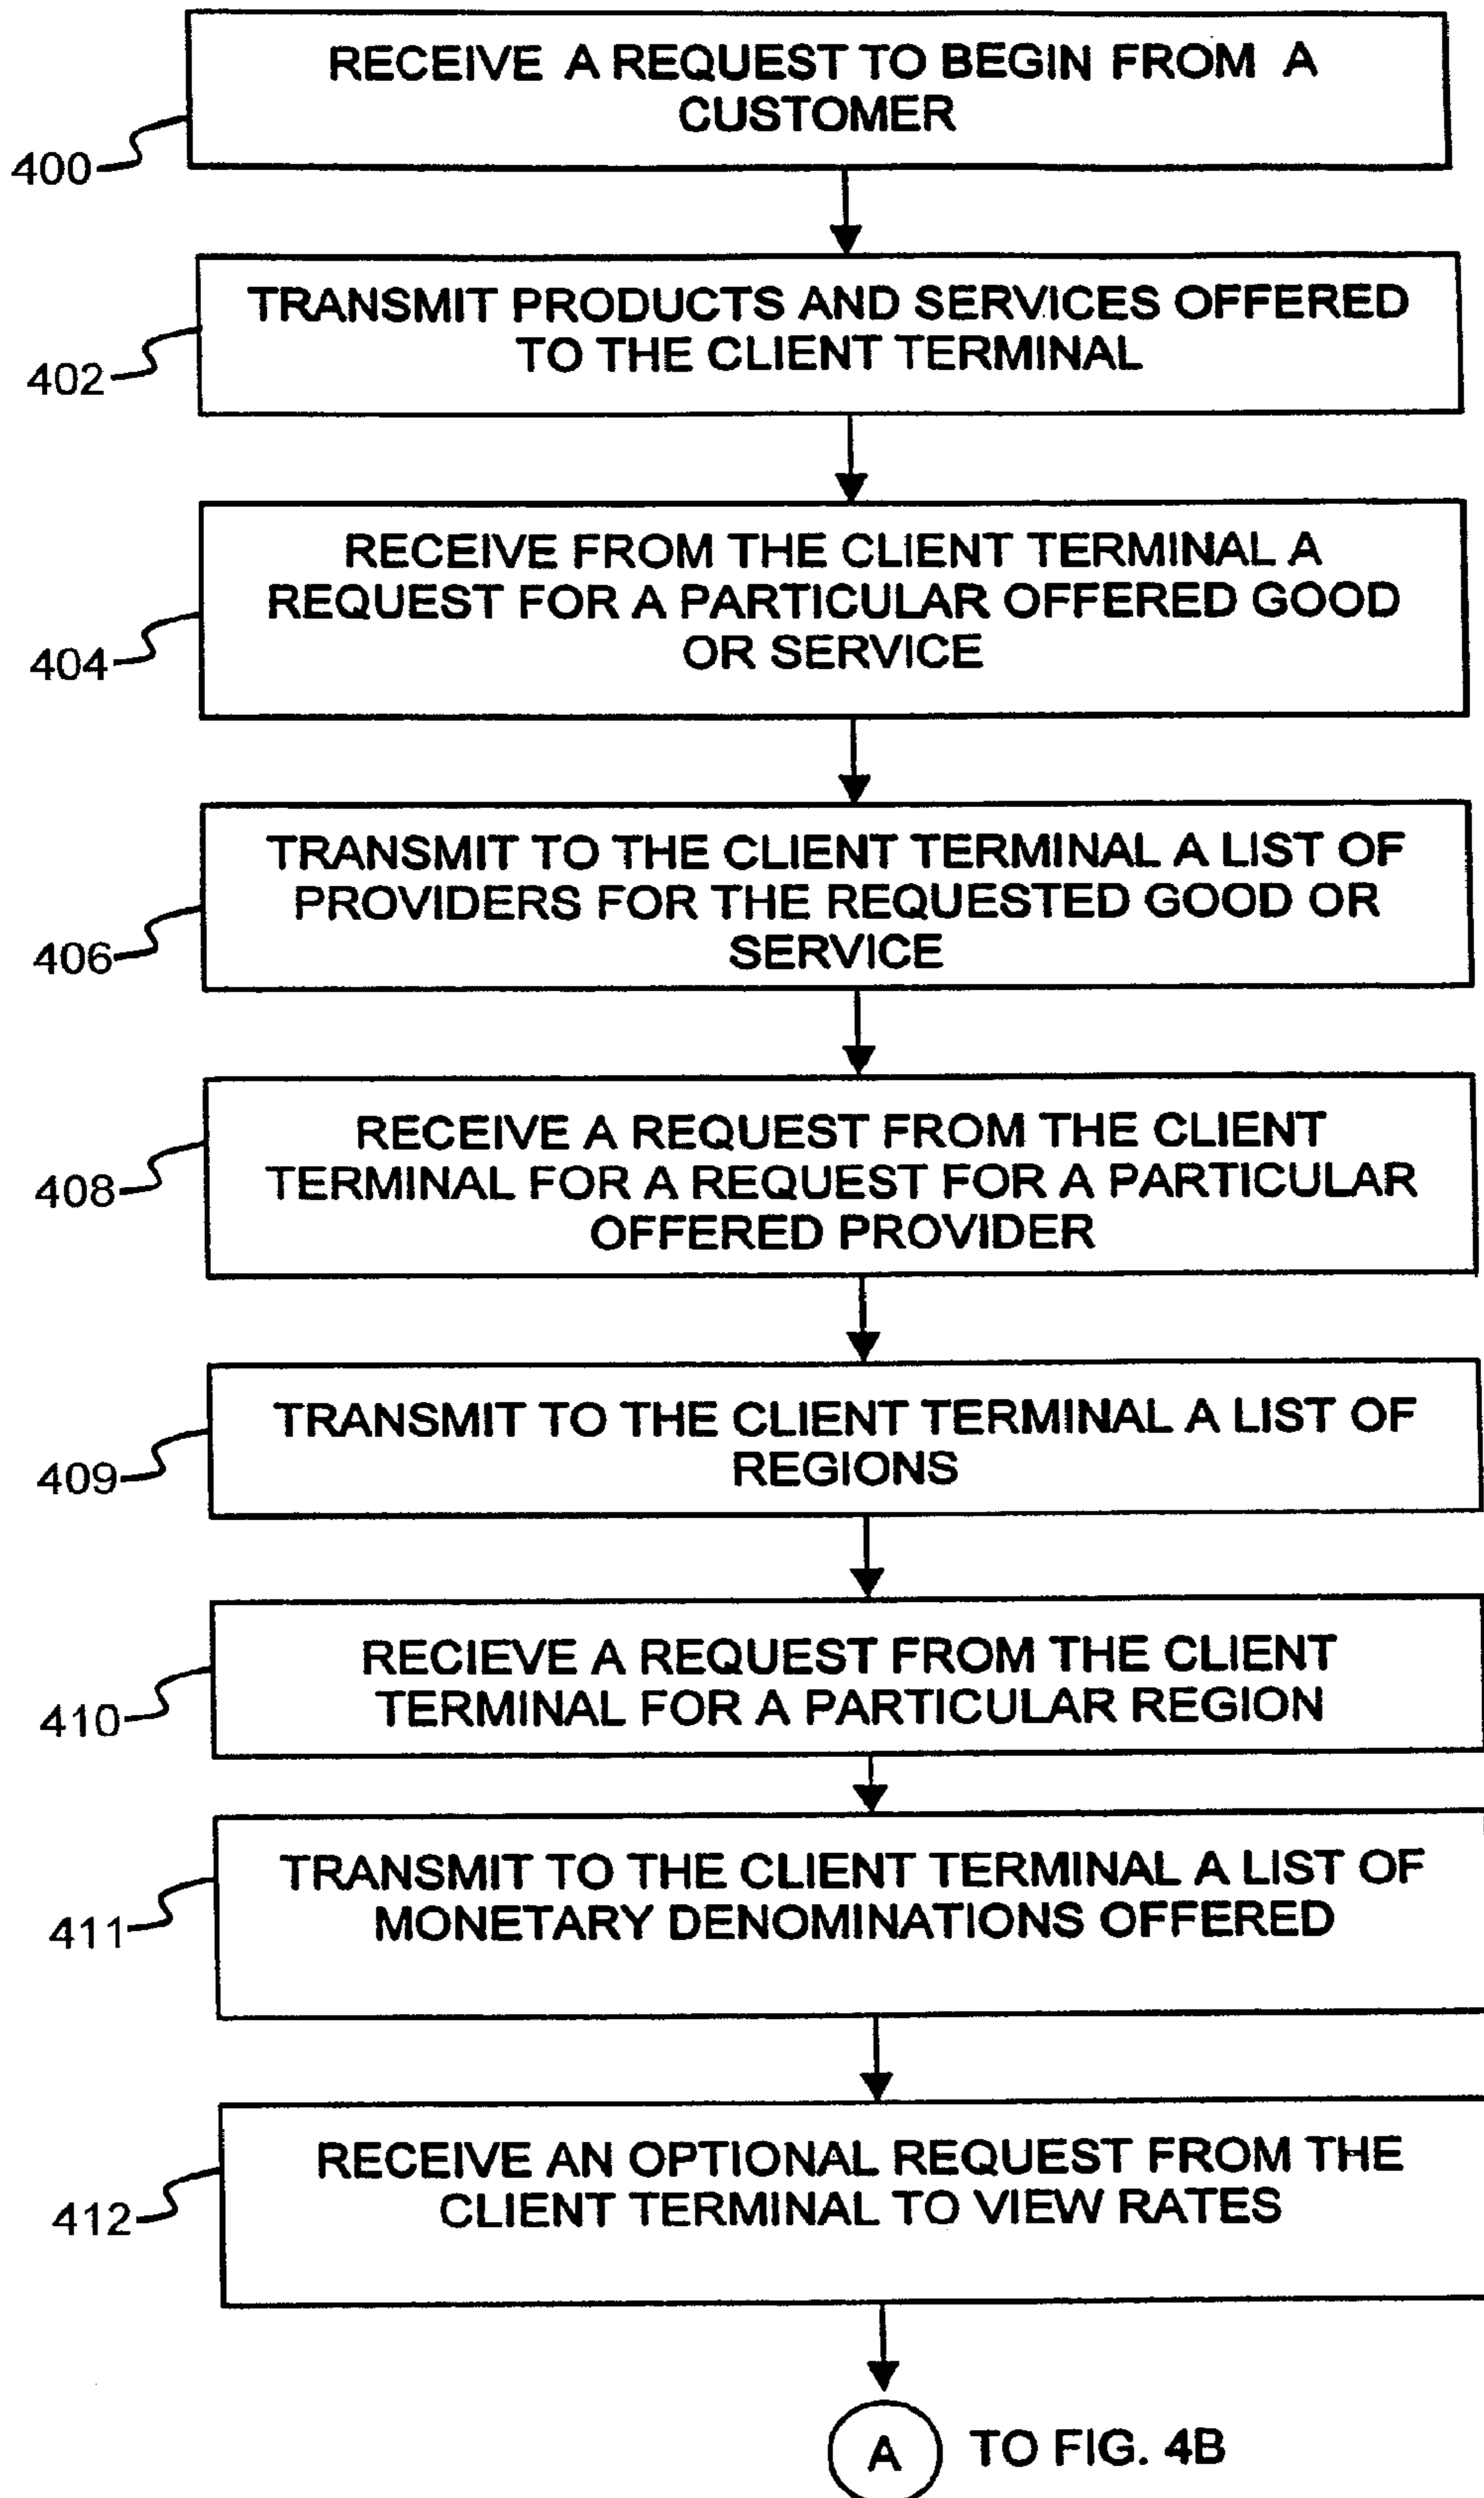 RECEIVE A REQUEST TO BEGIN FROM A
CUSTOMER
400
TRANSMIT PRODUCTS AND SERVICES OFFERED
TO THE CLIENT TERMINAL
402
RECEIVE FROM THE CLIENT TERMINAL A
REQUEST FOR A PARTICULAR OFFERED GOOD
OR SERVICE
404
TRANSMIT TO THE CLIENT TERMINAL A LIST OF
PROVIDERS FOR THE REQUESTED GOOD OR
SERVICE
406
RECEIVE A REQUEST FROM THE CLIENT
TERMINAL FOR A REQUEST FOR A PARTICULAR
OFFERED PROVIDER
408
TRANSMIT TO THE CLIENT TERMINAL A LIST OF
REGIONS
409
RECIEVE A REQUEST FROM THE CLIENT
TERMINAL FOR A PARTICULAR REGION
410
TRANSMIT TO THE CLIENT TERMINAL A LIST OF
MONETARY DENOMINATIONS OFFERED
411
RECEIVE AN OPTIONAL REQUEST FROM THE
CLIENT TERMINAL TO VIEW RATES
412
A TO FIG. 4B